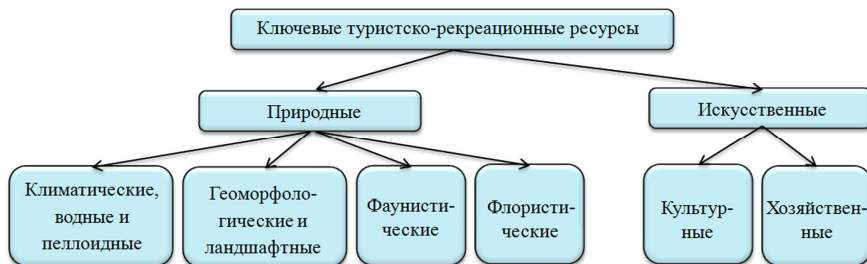 Ключевые туристско-рекреационные ресурсы
Природные
Искусственные
Климатические,
водные и
пеллоидные
Геоморфоло-
гические и
ландшафтные
Фаунисти-
ческие
Флористи-
ческие
Культур-
ные
Хозяйствен-
ные